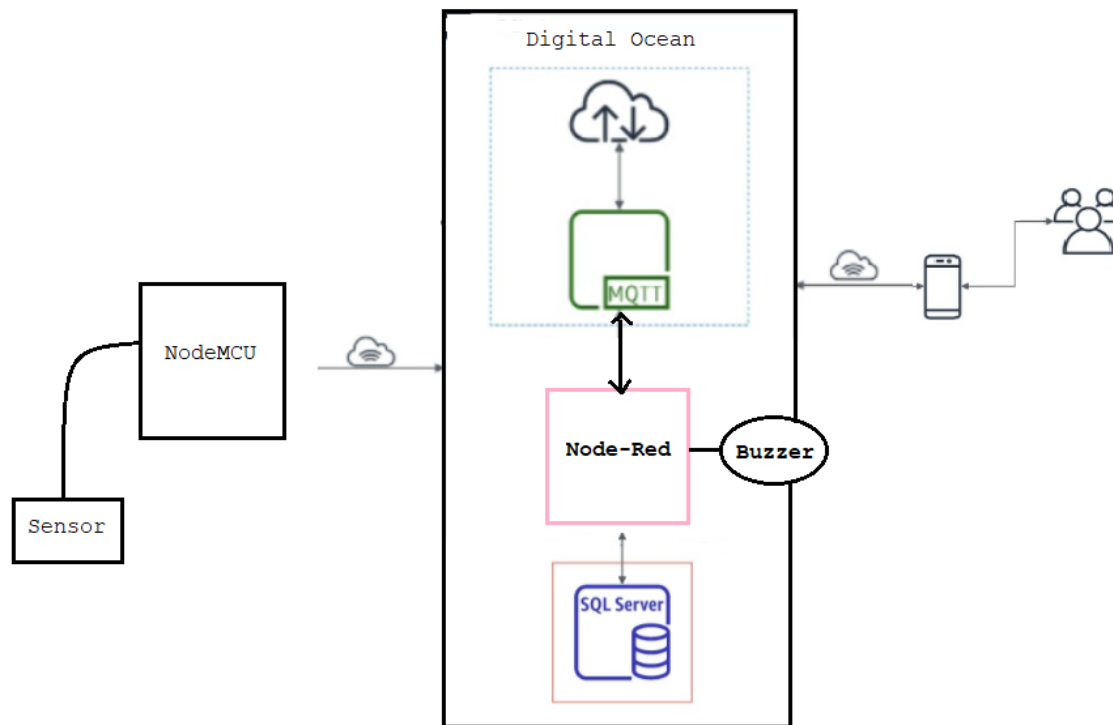 Digital Ocean
MQTT
NodeMCU
Node-Red
Buzzer
Sensor
SQL Server